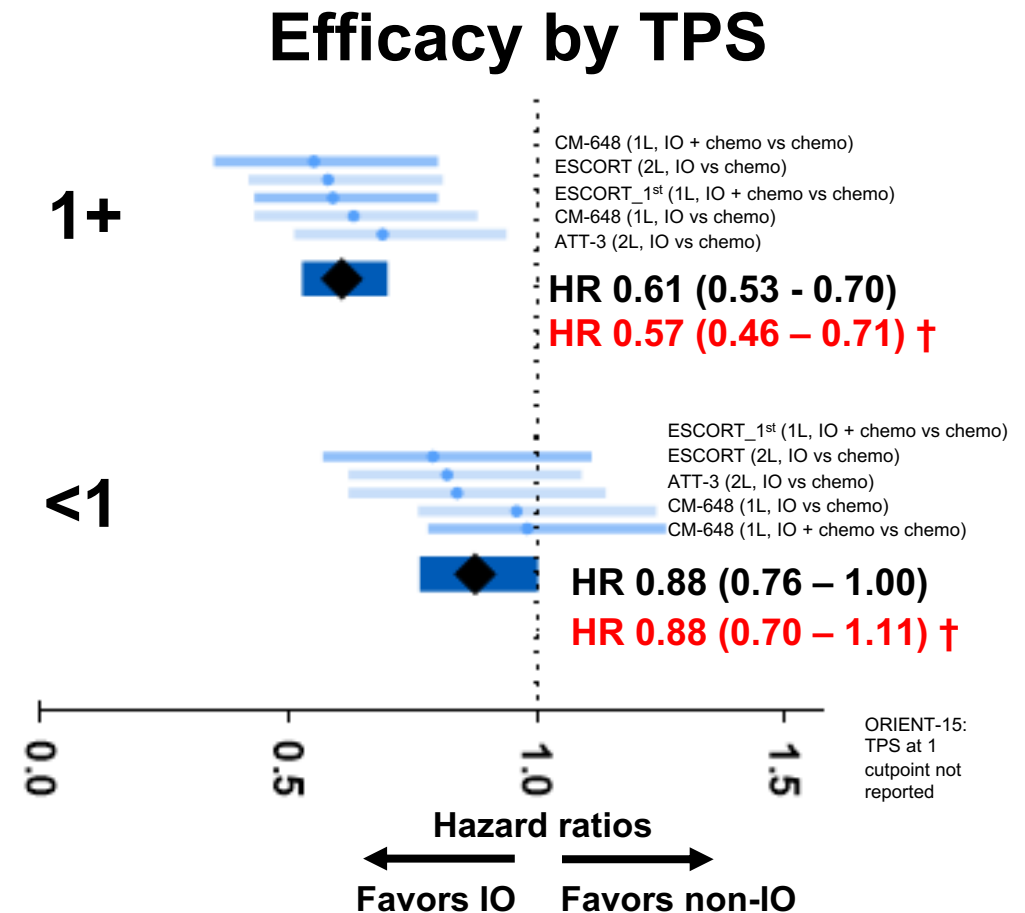 Efficacy by TPS
1+
CM-648 (1L, IO + chemo vs chemo)
ESCORT (2L, IO vs chemo)
ESCORT_1st (1L, IO + chemo vs chemo)
CM-648 (1L, IO vs chemo)
ATT-3 (2L, IO vs chemo)
HR 0.61 (0.53 - 0.70)
HR 0.57 (0.46 – 0.71) †
<1
ESCORT_1st (1L, IO + chemo vs chemo)
ESCORT (2L, IO vs chemo)
ATT-3 (2L, IO vs chemo)
CM-648 (1L, IO vs chemo)
CM-648 (1L, IO + chemo vs chemo)
HR 0.88 (0.76 – 1.00)
HR 0.88 (0.70 – 1.11) †
0.0 0.5 1.0 1.5
ORIENT-15:
TPS at 1
cutpoint not
reported
Hazard ratios
Favors IO Favors non-IO